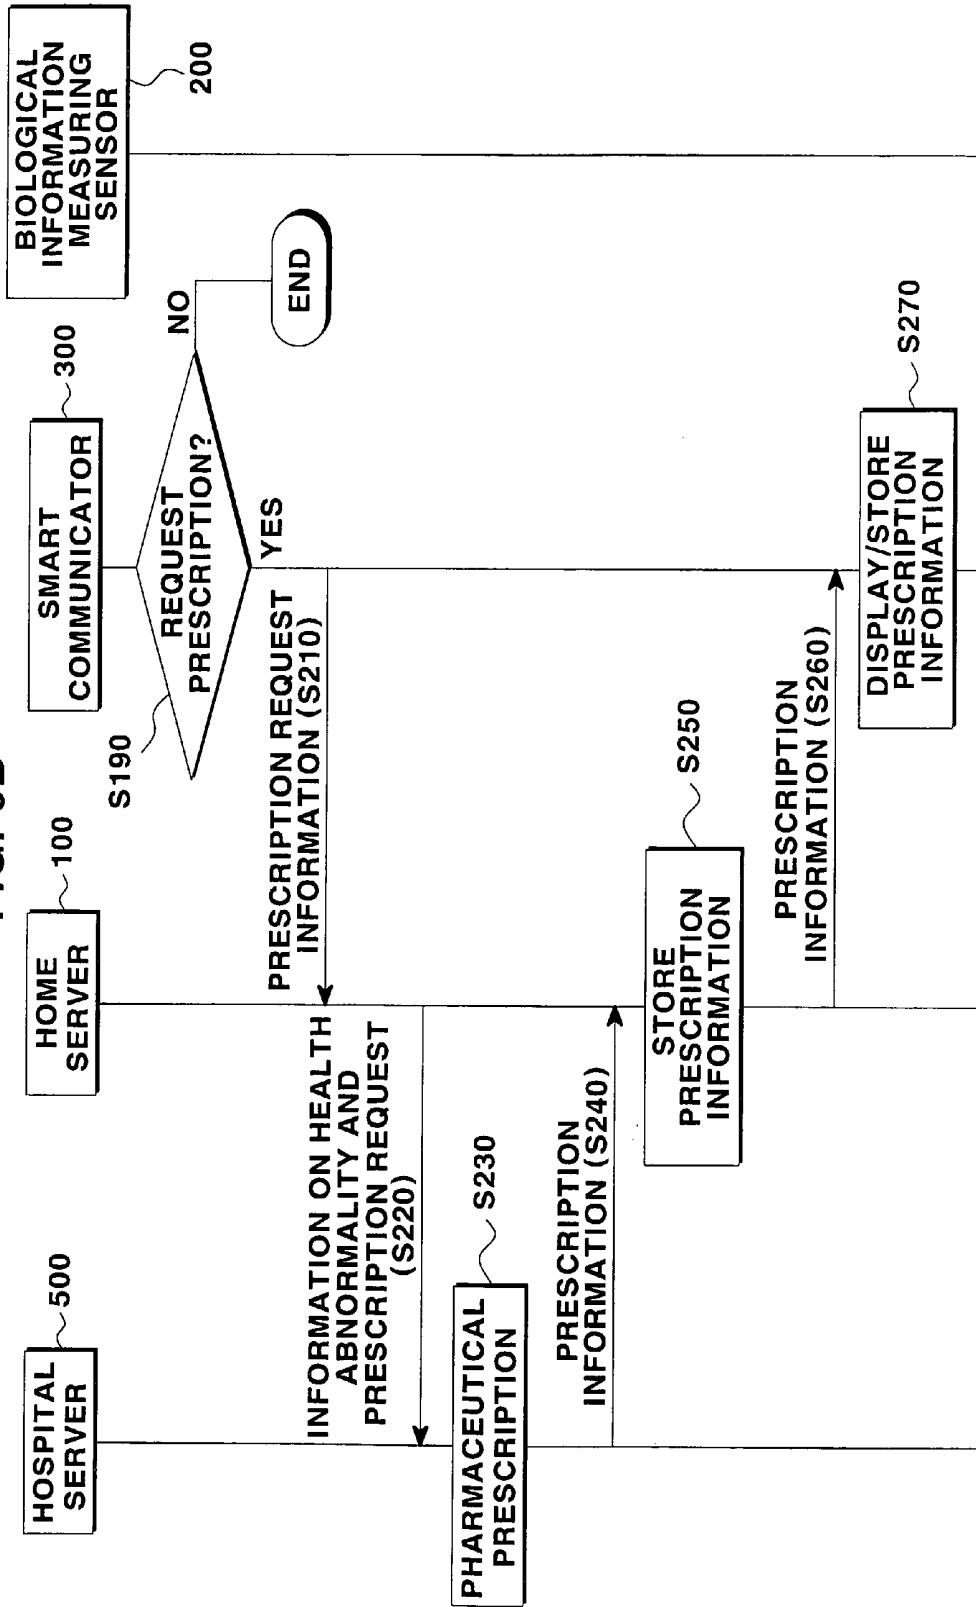 HOSPITAL
SERVER
500
HOME
SERVER
100
SMART
COMMUNICATOR
300
BIOLOGICAL
INFORMATION
MEASURING
SENSOR
200
S190
REQUEST
PRESCRIPTION?
NO
END
YES
PRESCRIPTION REQUEST
INFORMATION (S210)
INFORMATION ON HEALTH
ABNORMALITY AND
PRESCRIPTION REQUEST
(S220)
PHARMACEUTICAL
PRESCRIPTION
S230
PRESCRIPTION
INFORMATION (S240)
STORE
PRESCRIPTION
INFORMATION
S250
PRESCRIPTION
INFORMATION (S260)
DISPLAY/STORE
PRESCRIPTION
INFORMATION
S270